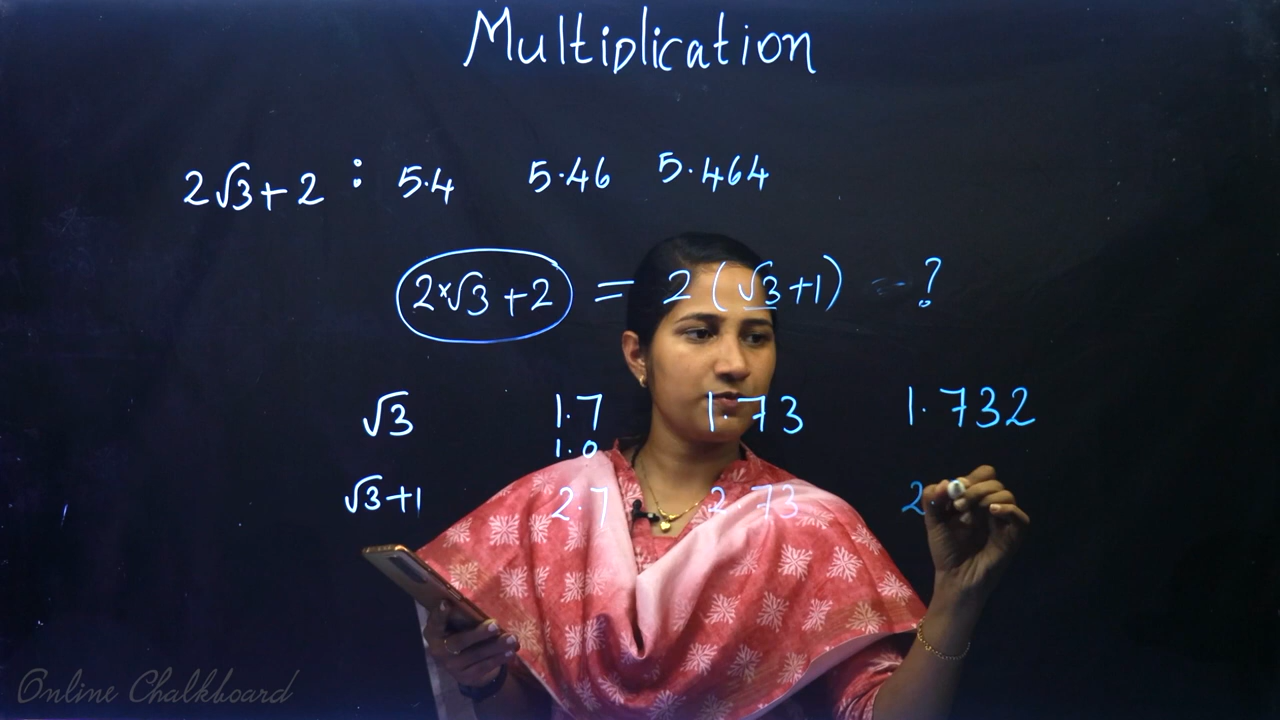 Multiplication
2√3+2 : 5.4 5.46 5.464
2×√3+2 = 2(√3+1) = ?
√3 1.7 1.73 1.732
1.0
√3+1 2.7 2.73 2.
Online Chalkboard